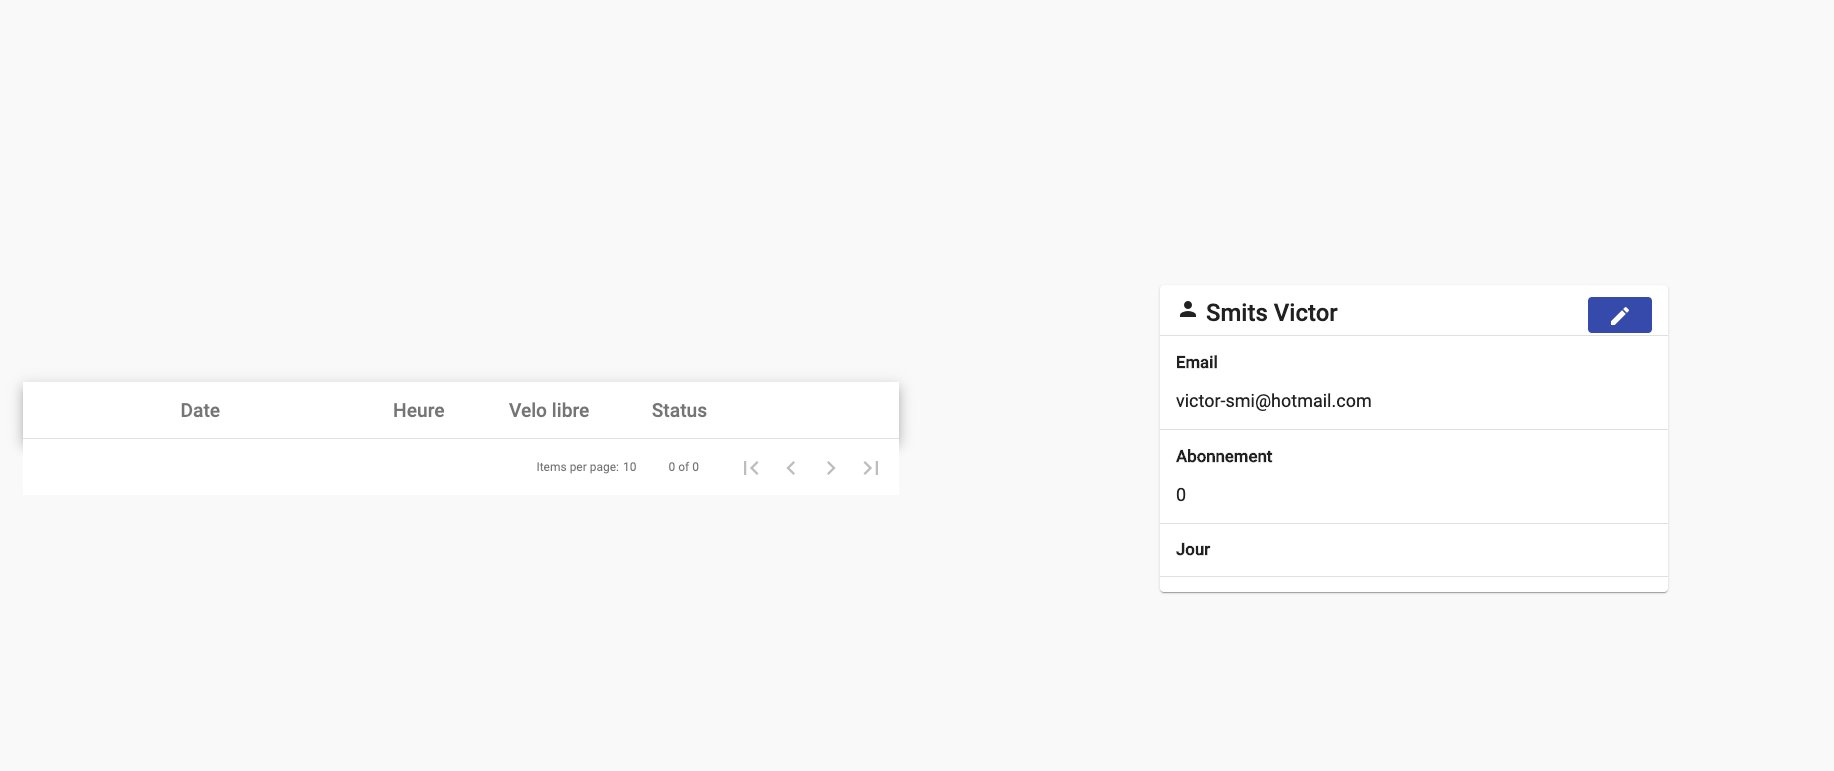 Date Heure Velo libre Status
Items per page: 10 0 of 0
Smits Victor
Email
victor-smi@hotmail.com
Abonnement
0
Jour